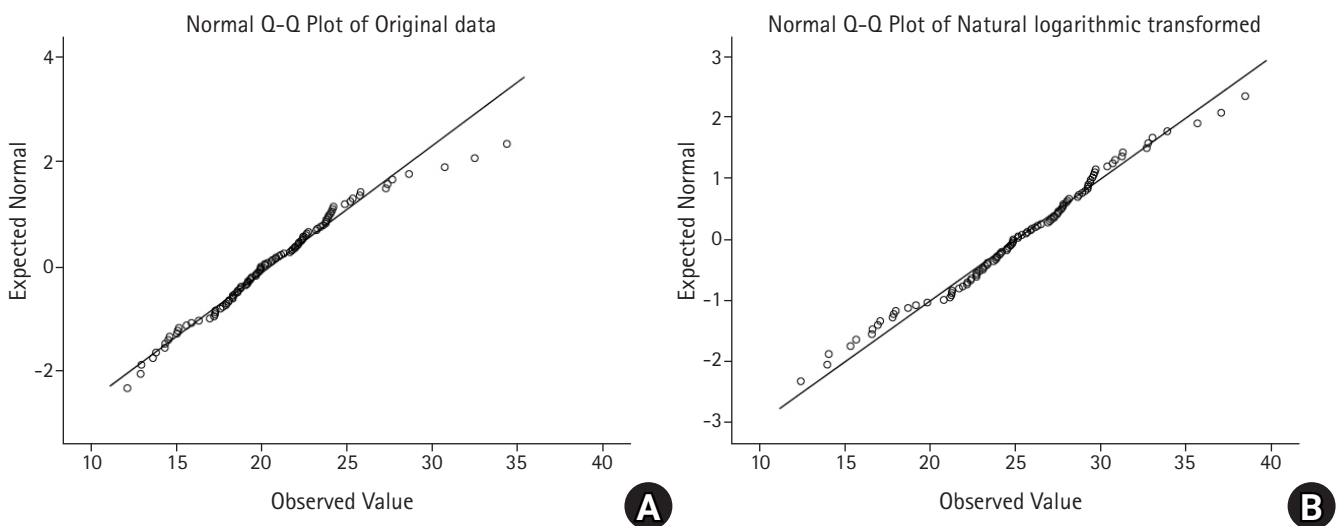 Normal Q-Q Plot of Original data
4
2
0
-2
Expected Normal
10 15 20 25 30 35 40
Observed Value
A
Normal Q-Q Plot of Natural logarithmic transformed
3
2
1
0
-1
-2
-3
Expected Normal
10 15 20 25 30 35 40
Observed Value
B